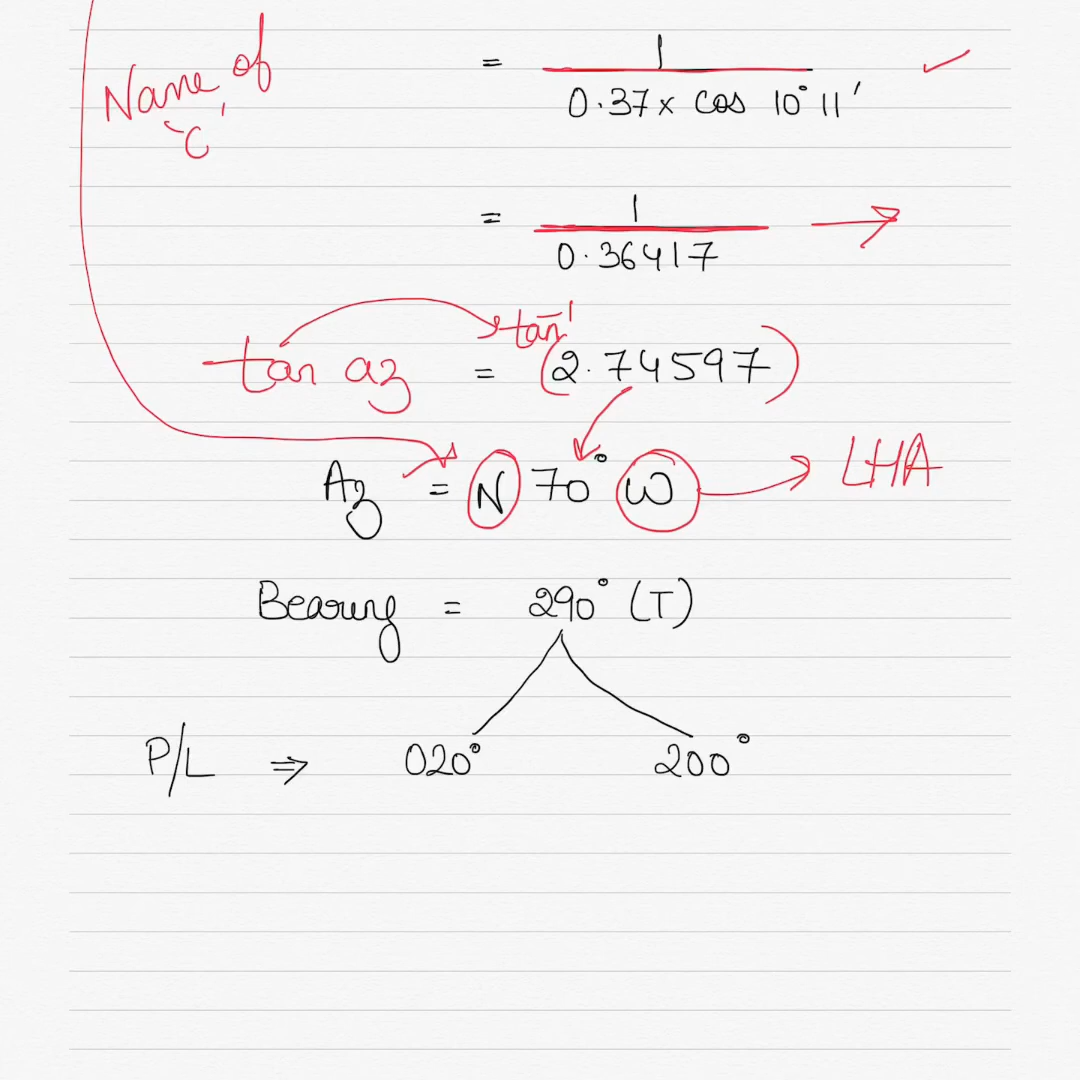 Name of = 1
'C' 0.37 x cos 10° 11'
= 1
0.36417
tan⁻¹
tan az = (2.74597)
Az = N 70° W LHA
Bearing = 290° (T)
P/L ⇒ 020° 200°